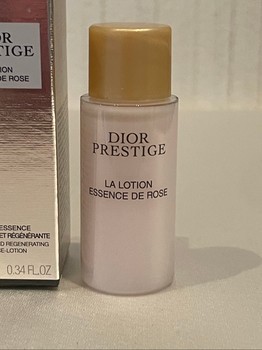 OR
STIGE
ION
DE ROSE
ESSENCE
ET RÉGÉNÉRANTE
D REGENERATING
E-LOTION
0.34 FL.OZ
DIOR
PRESTIGE
LA LOTION
ESSENCE DE ROSE